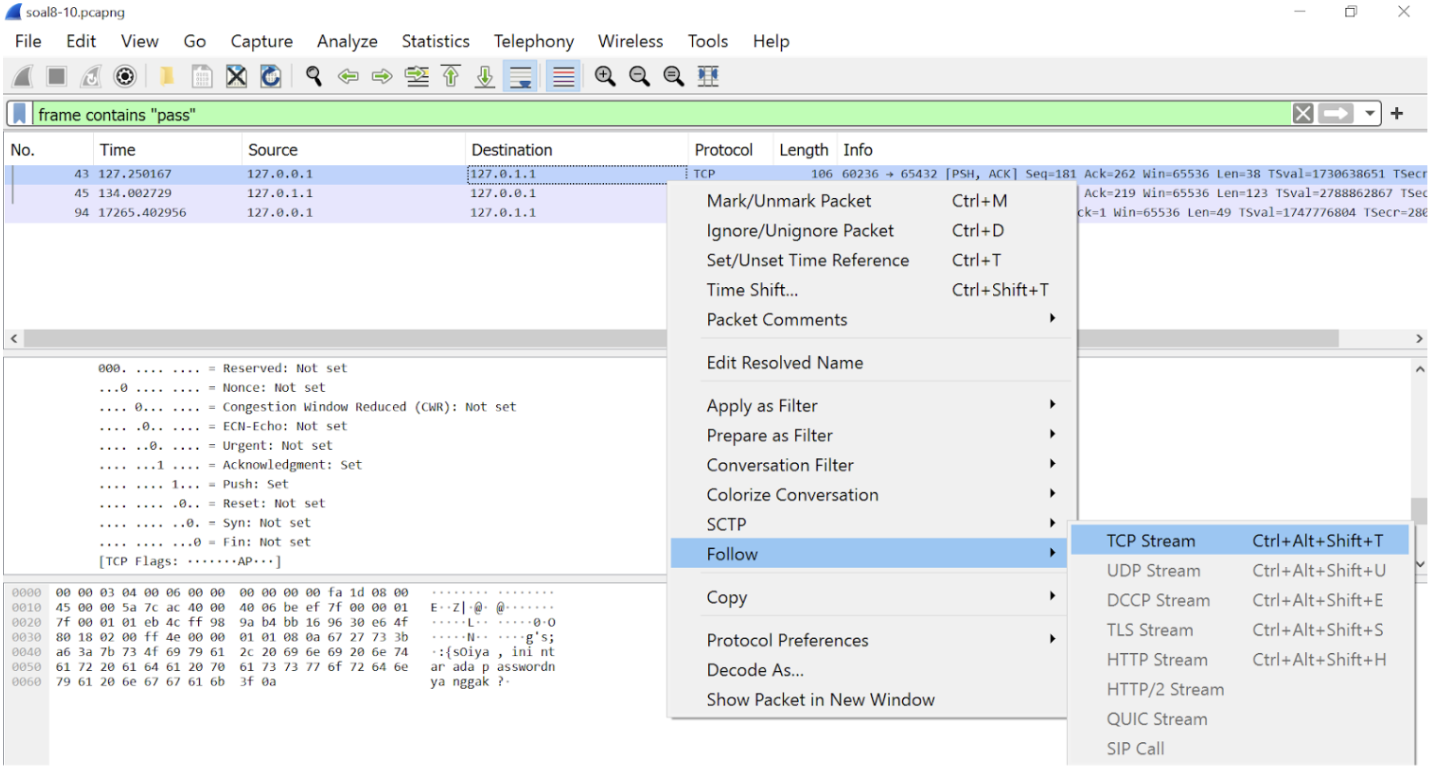 soal8-10.pcapng
File Edit View Go Capture Analyze Statistics Telephony Wireless Tools Help
frame contains "pass"
No. Time Source Destination Protocol Length Info
43 127.250167 127.0.0.1 127.0.1.1 TCP 106 60236 → 65432 [PSH, ACK] Seq=181 Ack=262 Win=65536 Len=38 TSval=1730638651 TSecr
45 134.002729 127.0.1.1 127.0.0.1 Ack=219 Win=65536 Len=123 TSval=2788862867 TSec
94 17265.402956 127.0.0.1 127.0.1.1 ck=1 Win=65536 Len=49 TSval=1747776804 TSecr=280
Mark/Unmark Packet Ctrl+M
Ignore/Unignore Packet Ctrl+D
Set/Unset Time Reference Ctrl+T
Time Shift... Ctrl+Shift+T
Packet Comments
Edit Resolved Name
Apply as Filter
Prepare as Filter
Conversation Filter
Colorize Conversation
SCTP
Follow
Copy
Protocol Preferences
Decode As...
Show Packet in New Window
TCP Stream Ctrl+Alt+Shift+T
UDP Stream Ctrl+Alt+Shift+U
DCCP Stream Ctrl+Alt+Shift+E
TLS Stream Ctrl+Alt+Shift+S
HTTP Stream Ctrl+Alt+Shift+H
HTTP/2 Stream
QUIC Stream
SIP Call
000. .... .... = Reserved: Not set
...0 .... .... = Nonce: Not set
.... 0... .... = Congestion Window Reduced (CWR): Not set
.... .0.. .... = ECN-Echo: Not set
.... ..0. .... = Urgent: Not set
.... ...1 .... = Acknowledgment: Set
.... .... 1... = Push: Set
.... .... .0.. = Reset: Not set
.... .... ..0. = Syn: Not set
.... .... ...0 = Fin: Not set
[TCP Flags: ·······AP···]
0000 00 00 03 04 00 06 00 00 00 00 00 00 fa 1d 08 00 ········ ········
0010 45 00 00 5a 7c ac 40 00 40 06 be ef 7f 00 00 01 E··Z|·@· @·······
0020 7f 00 01 01 eb 4c ff 98 9a b4 bb 16 96 30 e6 4f ·····L·· ·····0·O
0030 80 18 02 00 ff 4e 00 00 01 01 08 0a 67 27 73 3b ·····N·· ····g's;
0040 a6 3a 7b 73 4f 69 79 61 2c 20 69 6e 69 20 6e 74 ·:{sOiya , ini nt
0050 61 72 20 61 64 61 20 70 61 73 73 77 6f 72 64 6e ar ada p asswordn
0060 79 61 20 6e 67 67 61 6b 3f 0a ya nggak ?·